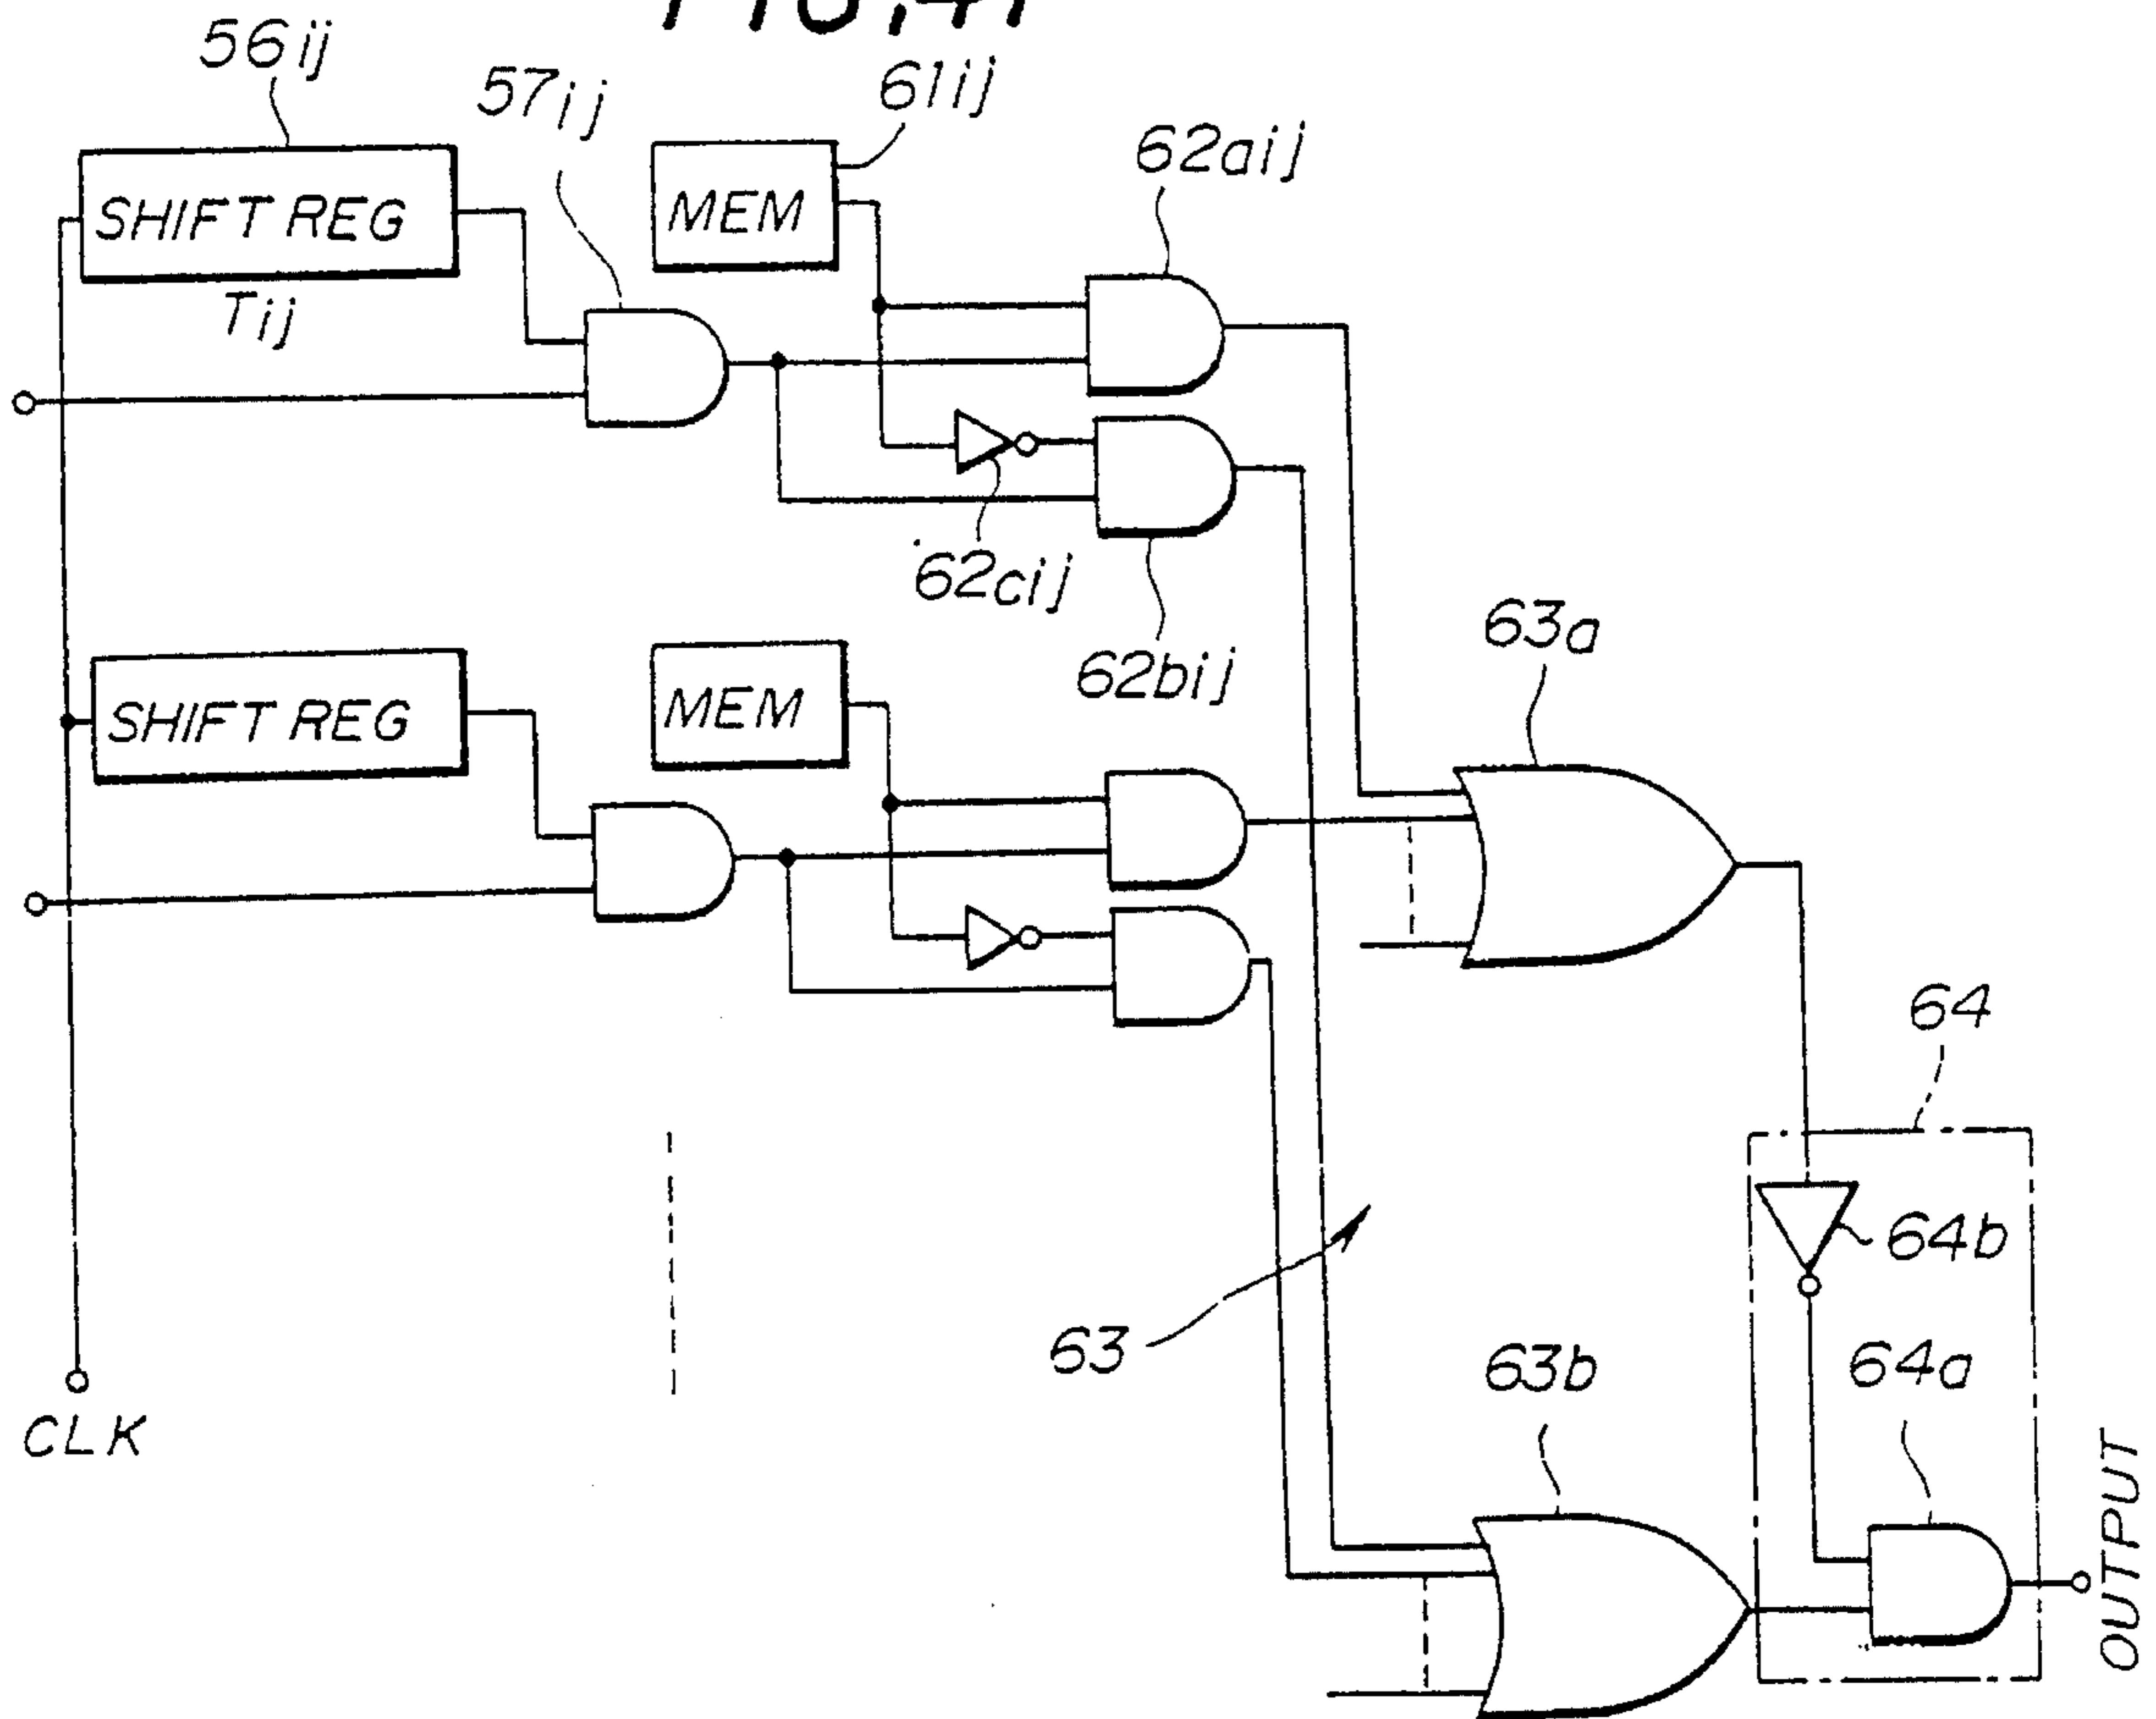 56ij
57ij
61ij
62aij
SHIFT REG
MEM
Tij
62cij
62bij
63a
SHIFT REG
MEM
64
64b
63
63b
64a
CLK
OUTPUT